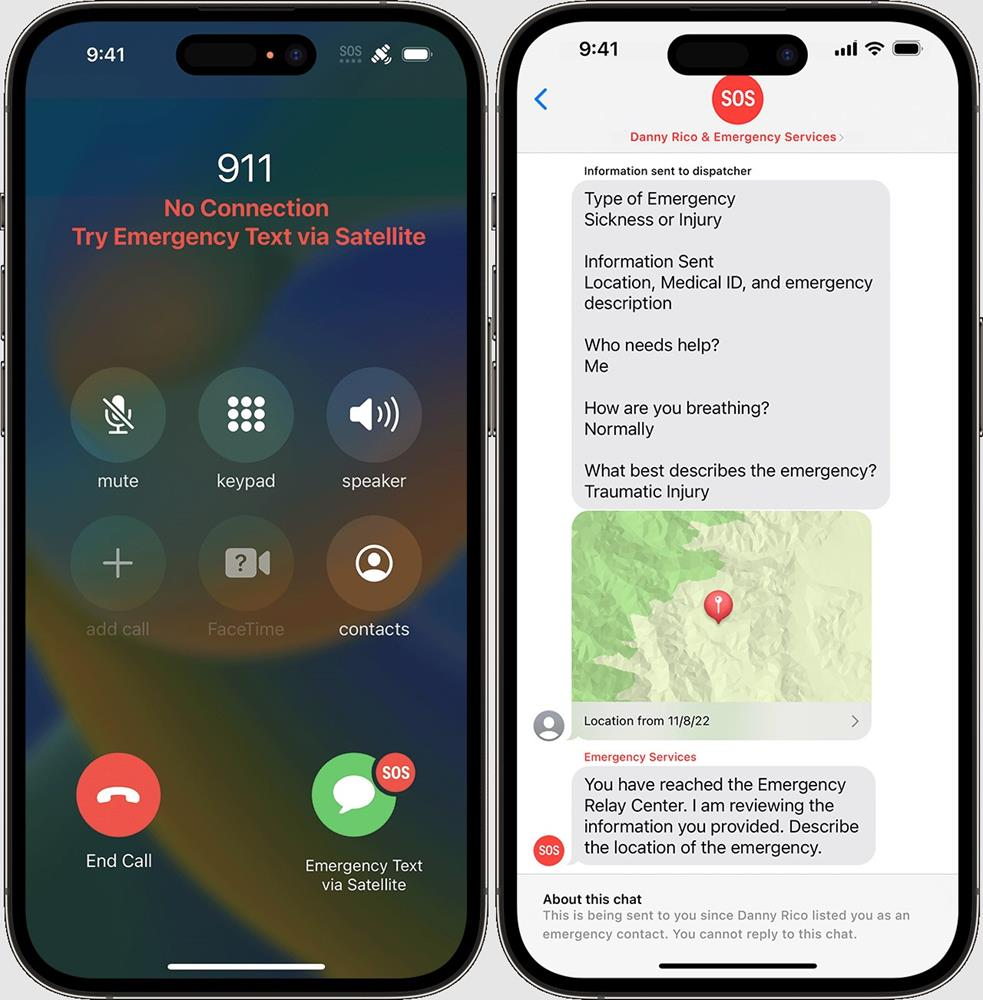 9:41
SOS
911
No Connection
Try Emergency Text via Satellite
mute
keypad
speaker
?
add call
FaceTime
contacts
SOS
End Call
Emergency Text
via Satellite
9:41
SOS
Danny Rico & Emergency Services
Information sent to dispatcher
Type of Emergency
Sickness or Injury
Information Sent
Location, Medical ID, and emergency
description
Who needs help?
Me
How are you breathing?
Normally
What best describes the emergency?
Traumatic Injury
Location from 11/8/22
Emergency Services
You have reached the Emergency
Relay Center. I am reviewing the
information you provided. Describe
the location of the emergency.
SOS
About this chat
This is being sent to you since Danny Rico listed you as an
emergency contact. You cannot reply to this chat.